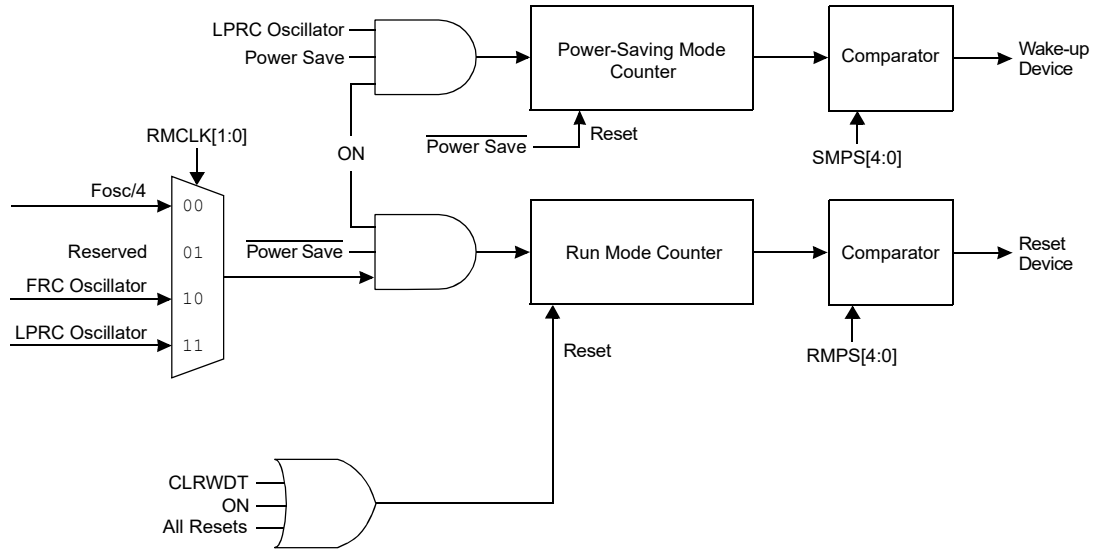 LPRC Oscillator
Power Save
Power-Saving Mode
Counter
Comparator
Wake-up
Device
Power Save
Reset
SMPS[4:0]
RMCLK[1:0]
ON
Fosc/4
00
Reserved
01
FRC Oscillator
10
LPRC Oscillator
11
Power Save
Run Mode Counter
Comparator
Reset
Device
Reset
RMPS[4:0]
CLRWDT
ON
All Resets